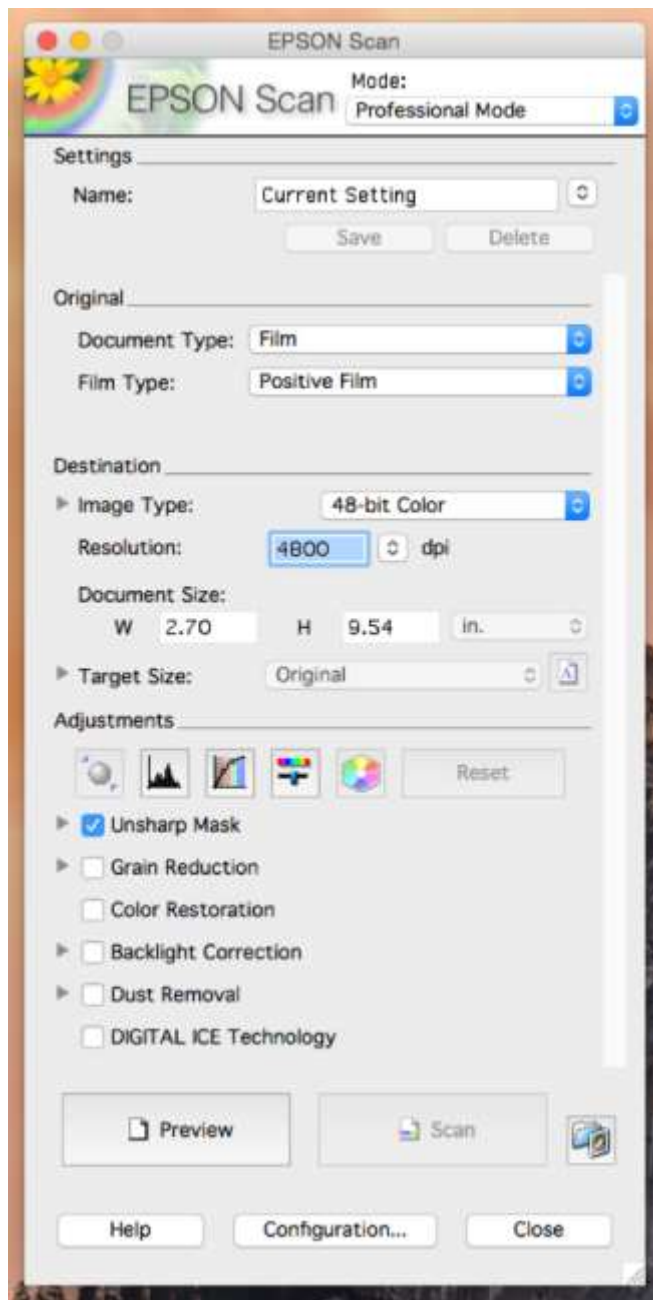 EPSON Scan
EPSON Scan
Mode:
Professional Mode
Settings
Name: Current Setting
Save Delete
Original
Document Type: Film
Film Type: Positive Film
Destination
Image Type: 48-bit Color
Resolution: 4800 dpi
Document Size:
W 2.70 H 9.54 in.
Target Size: Original A
Adjustments
Reset
Unsharp Mask
Grain Reduction
Color Restoration
Backlight Correction
Dust Removal
DIGITAL ICE Technology
Preview Scan
Help Configuration... Close